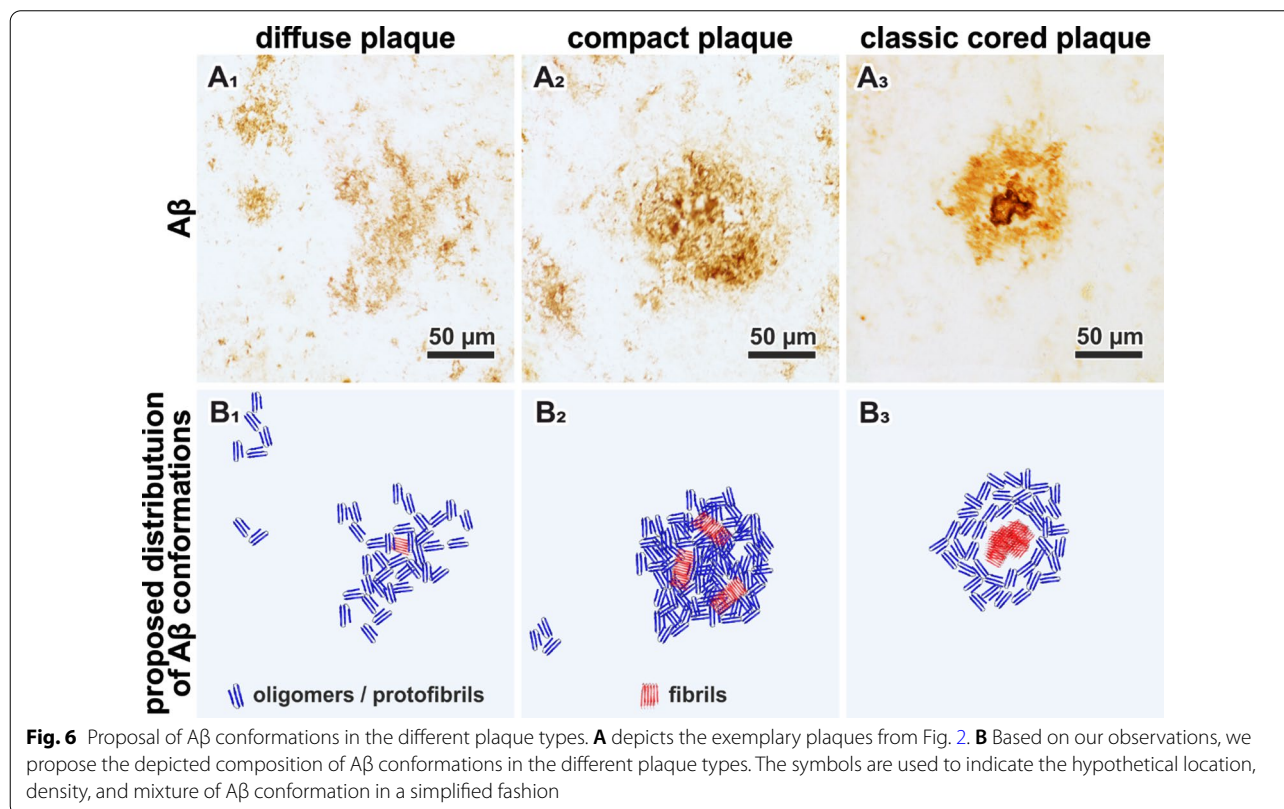 diffuse plaque compact plaque classic cored plaque
A₁ A₂ A₃
Aβ
50 µm 50 µm 50 µm
B₁ B₂ B₃
proposed distribituion
of Aβ conformations
oligomers / protofibrils fibrils
Fig. 6 Proposal of Aβ conformations in the different plaque types. A depicts the exemplary plaques from Fig. 2. B Based on our observations, we
propose the depicted composition of Aβ conformations in the different plaque types. The symbols are used to indicate the hypothetical location,
density, and mixture of Aβ conformation in a simplified fashion